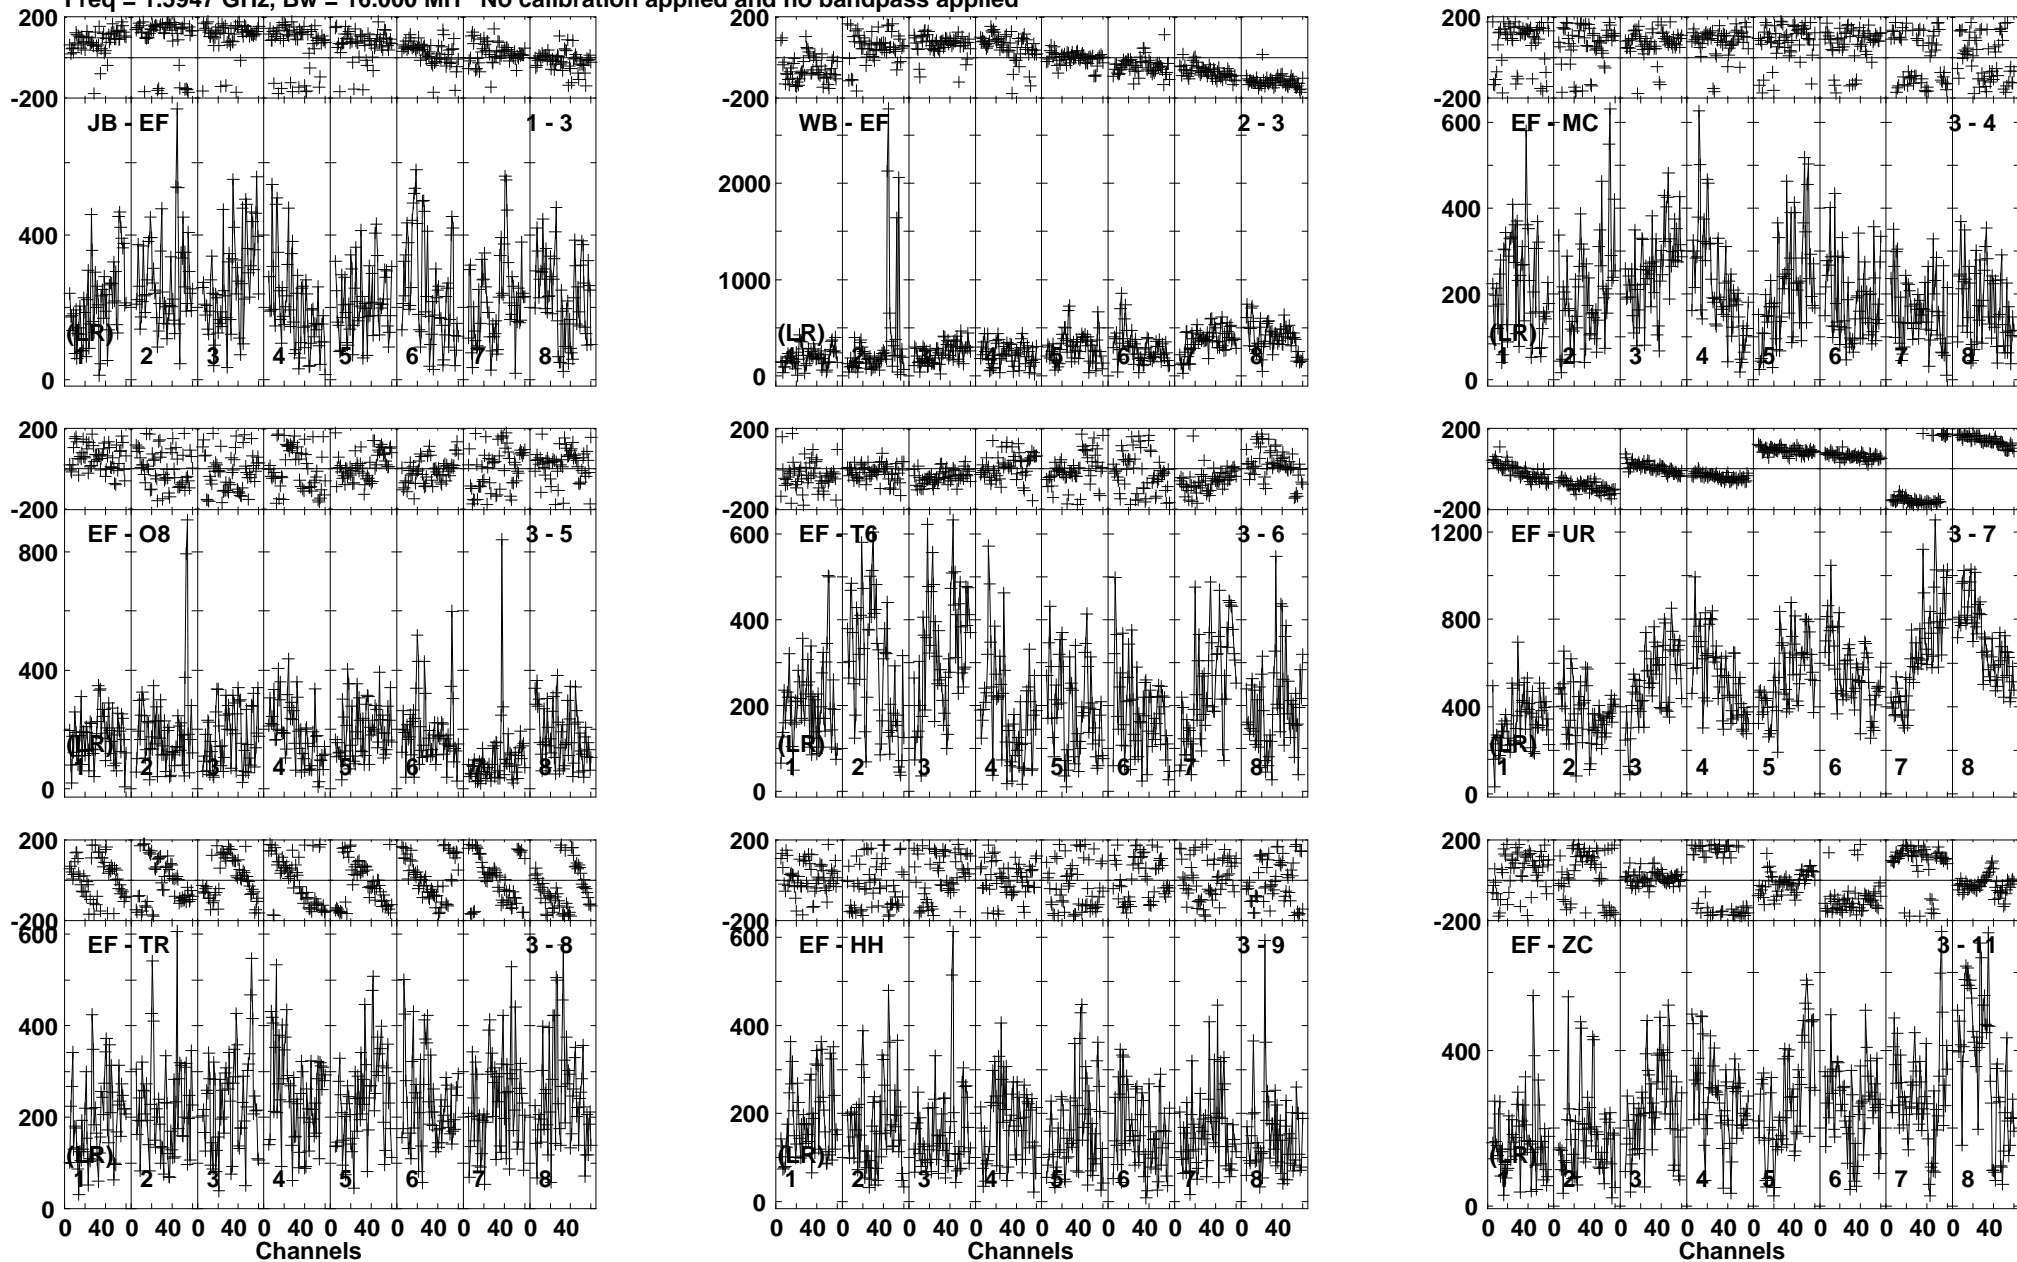 Freq = 1.5947 GHz, Bw = 16.000 MH No calibration applied and no bandpass applied
200 200 200
-200 -200 -200
JB - EF 1 - 3 WB - EF 2 - 3 EF - MC 3 - 4
600
2000
400 400
1000
200
(LR) (LR) (LR)
1 2 3 4 5 6 7 8 1 2 3 4 5 6 7 8 1 2 3 4 5 6 7 8
0 0 0
200 200 200
-200 -200 -200
EF - O8 3 - 5 EF - T6 3 - 6 EF - UR 3 - 7
800 600 1200
400 800
400
200 400
(LR) (LR) (LR)
1 2 3 4 5 6 7 8 1 2 3 4 5 6 7 8 1 2 3 4 5 6 7 8
0 0 0
200 200 200
-200 -200 -200
600 600
EF - TR 3 - 8 EF - HH 3 - 9 EF - ZC 3 - 11
400 400 400
200 200
(LR) (LR) (LR)
1 2 3 4 5 6 7 8 1 2 3 4 5 6 7 8 1 2 3 4 5 6 7 8
0 0 0
0 40 0 40 0 40 0 40 0 40 0 40 0 40 0 40 0 40 0 40 0 40 0 40 0 40 0 40 0 40 0 40 0 40 0 40 0 40 0 40 0 40 0 40 0 40 0 40
Channels Channels Channels